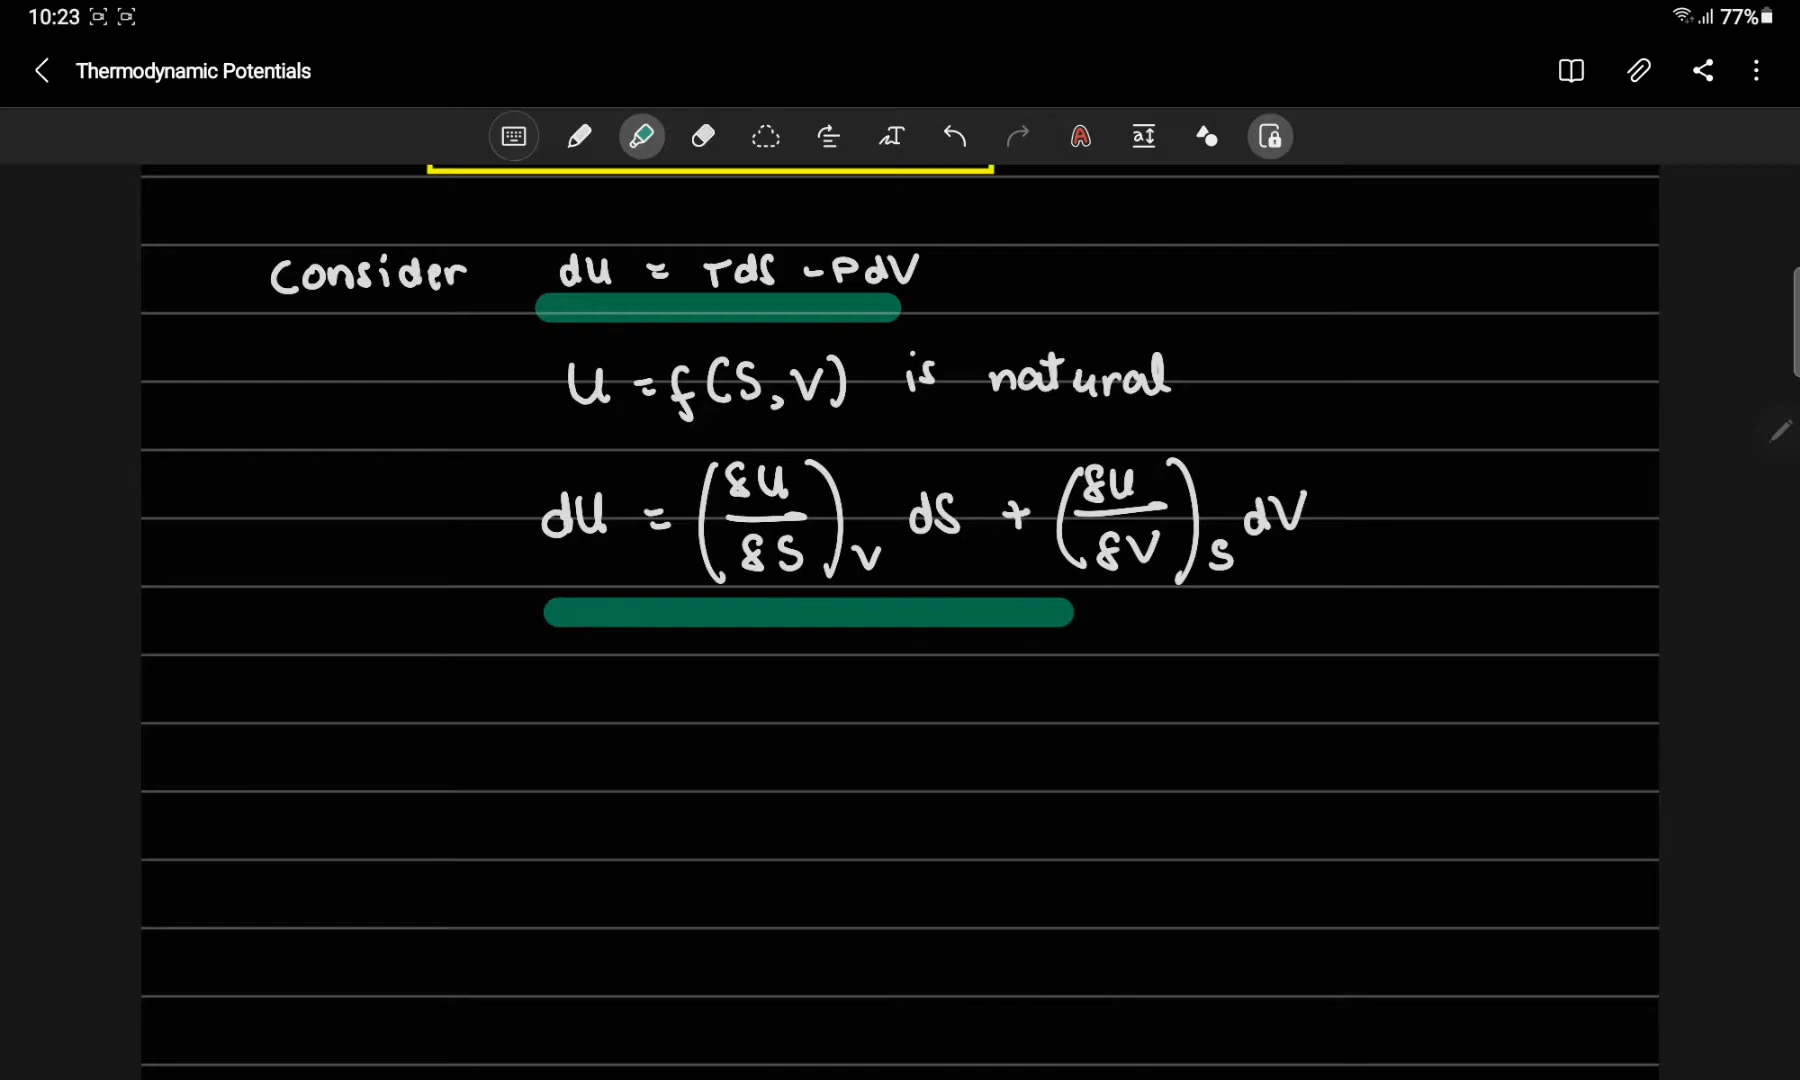 10:23
77%
Thermodynamic Potentials
Consider dU = TdS - PdV
U = f(S,V) is natural
dU = (δU/δS)_V dS + (δU/δV)_S dV